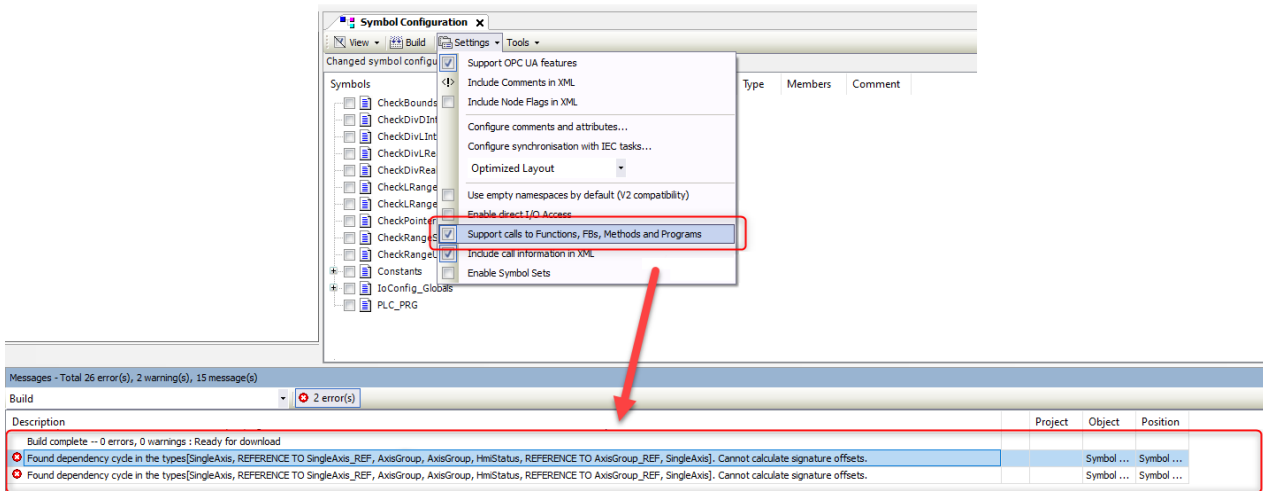 Symbol Configuration X
View Build Settings Tools
Changed symbol configu
Support OPC UA features
Symbols
Type Members Comment
Include Comments in XML
CheckBounds
Include Node Flags in XML
CheckDivDInt
CheckDivLInt
Configure comments and attributes...
CheckDivLRe
Configure synchronisation with IEC tasks...
CheckDivRea
Optimized Layout
CheckLRange
Use empty namespaces by default (V2 compatibility)
CheckLRange
Enable direct I/O Access
CheckPointer
Support calls to Functions, FBs, Methods and Programs
CheckRangeS
Include call information in XML
CheckRangeU
Enable Symbol Sets
Constants
IoConfig_Globals
PLC_PRG
Messages - Total 26 error(s), 2 warning(s), 15 message(s)
Build
2 error(s)
Description Project Object Position
Build complete -- 0 errors, 0 warnings : Ready for download
Found dependency cycle in the types[SingleAxis, REFERENCE TO SingleAxis_REF, AxisGroup, AxisGroup, HmiStatus, REFERENCE TO AxisGroup_REF, SingleAxis]. Cannot calculate signature offsets. Symbol ... Symbol ...
Found dependency cycle in the types[SingleAxis, REFERENCE TO SingleAxis_REF, AxisGroup, AxisGroup, HmiStatus, REFERENCE TO AxisGroup_REF, SingleAxis]. Cannot calculate signature offsets. Symbol ... Symbol ...